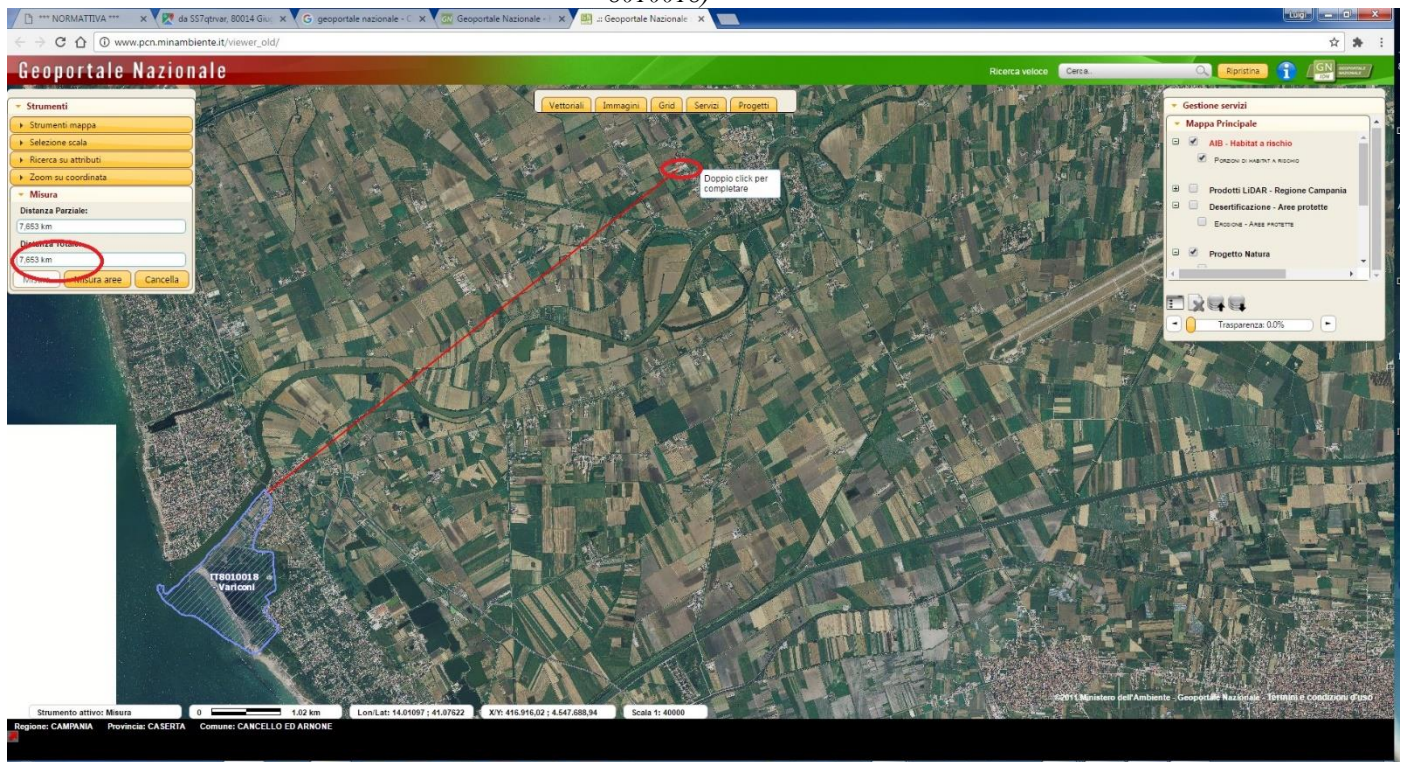 8010018)
*** NORMATTIVA ***
da SS7qtrvar, 80014 Giug
geoportale nazionale - C
Geoportale Nazionale - 
.:: Geoportale Nazionale
Luigi
www.pcn.minambiente.it/viewer_old/
Geoportale Nazionale
Ricerca veloce
Cerca..
Ripristina
GN
Strumenti
Strumenti mappa
Selezione scala
Ricerca su attributi
Zoom su coordinata
Misura
Distanza Parziale:
7,653 km
Distanza Totale:
7,653 km
Misura
Misura aree
Cancella
Vettoriali
Immagini
Grid
Servizi
Progetti
Doppio click per
completare
Gestione servizi
Mappa Principale
AIB - Habitat a rischio
PORZIONI DI HABITAT A RISCHIO
Prodotti LiDAR - Regione Campania
Desertificazione - Aree protette
EROSIONE - AREE PROTETTE
Progetto Natura
Trasparenza: 0.0%
IT8010018
- Variconi
©2011 Ministero dell'Ambiente - Geoportale Nazionale - Termini e condizioni d'uso
Strumento attivo: Misura
0
1.02 km
Lon/Lat: 14.01097 ; 41.07622
X/Y: 416.916,02 ; 4.547.688,94
Scala 1: 40000
Regione: CAMPANIA Provincia: CASERTA Comune: CANCELLO ED ARNONE